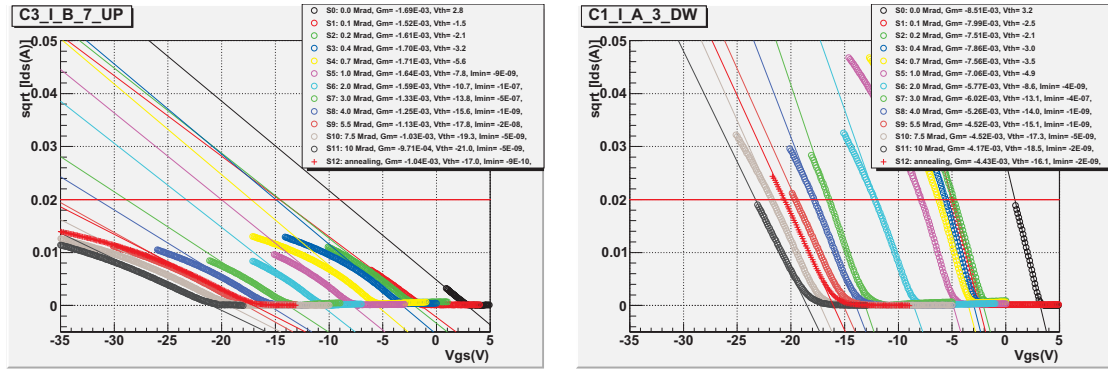 C3_I_B_7_UP
S0: 0.0 Mrad, Gm= -1.69E-03, Vth= 2.8
S1: 0.1 Mrad, Gm= -1.52E-03, Vth= -1.5
S2: 0.2 Mrad, Gm= -1.61E-03, Vth= -2.1
S3: 0.4 Mrad, Gm= -1.70E-03, Vth= -3.2
S4: 0.7 Mrad, Gm= -1.71E-03, Vth= -5.6
S5: 1.0 Mrad, Gm= -1.64E-03, Vth= -7.8, Imin= -9E-09,
S6: 2.0 Mrad, Gm= -1.59E-03, Vth= -10.7, Imin= -1E-07,
S7: 3.0 Mrad, Gm= -1.33E-03, Vth= -13.8, Imin= -5E-07,
S8: 4.0 Mrad, Gm= -1.25E-03, Vth= -15.6, Imin= -1E-09,
S9: 5.5 Mrad, Gm= -1.13E-03, Vth= -17.8, Imin= -2E-08,
S10: 7.5 Mrad, Gm= -1.03E-03, Vth= -19.3, Imin= -5E-09,
S11: 10 Mrad, Gm= -9.71E-04, Vth= -21.0, Imin= -5E-09,
S12: annealing, Gm= -1.04E-03, Vth= -17.0, Imin= -9E-10,
sqrt [Ids(A)]
0.05
0.04
0.03
0.02
0.01
0
-35 -30 -25 -20 -15 -10 -5 0 5
Vgs(V)
C1_I_A_3_DW
S0: 0.0 Mrad, Gm= -8.51E-03, Vth= 3.2
S1: 0.1 Mrad, Gm= -7.99E-03, Vth= -2.5
S2: 0.2 Mrad, Gm= -7.51E-03, Vth= -2.1
S3: 0.4 Mrad, Gm= -7.86E-03, Vth= -3.0
S4: 0.7 Mrad, Gm= -7.56E-03, Vth= -3.5
S5: 1.0 Mrad, Gm= -7.06E-03, Vth= -4.9
S6: 2.0 Mrad, Gm= -5.77E-03, Vth= -8.6, Imin= -4E-09,
S7: 3.0 Mrad, Gm= -6.02E-03, Vth= -13.1, Imin= -4E-07,
S8: 4.0 Mrad, Gm= -5.26E-03, Vth= -14.0, Imin= -1E-09,
S9: 5.5 Mrad, Gm= -4.52E-03, Vth= -15.1, Imin= -1E-09,
S10: 7.5 Mrad, Gm= -4.52E-03, Vth= -17.3, Imin= -5E-09,
S11: 10 Mrad, Gm= -4.17E-03, Vth= -18.5, Imin= -2E-09,
S12: annealing, Gm= -4.43E-03, Vth= -16.1, Imin= -2E-09,
sqrt [Ids(A)]
0.05
0.04
0.03
0.02
0.01
0
-35 -30 -25 -20 -15 -10 -5 0 5
Vgs(V)